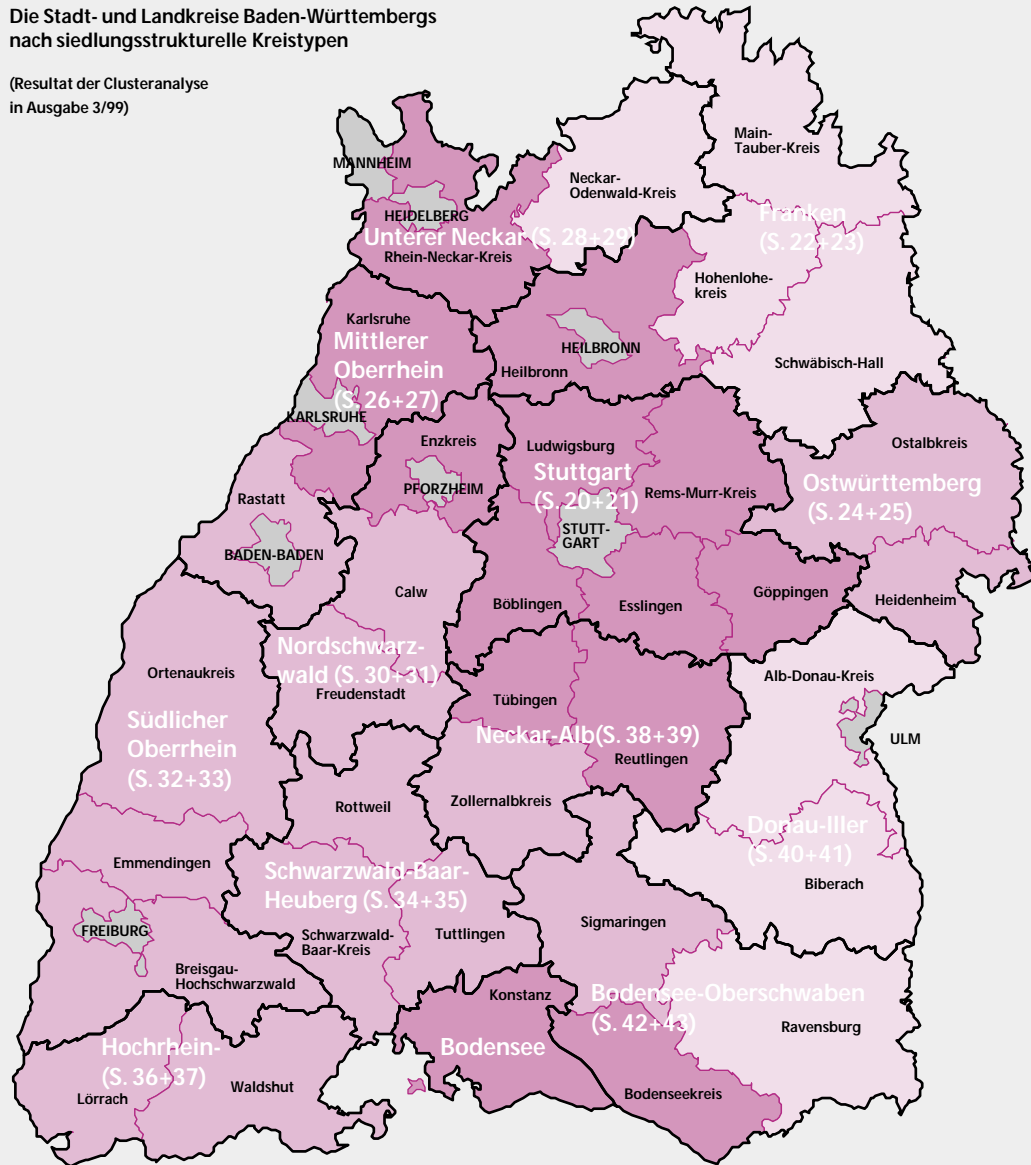 Die Stadt- und Landkreise Baden-Württembergs
nach siedlungsstrukturelle Kreistypen
(Resultat der Clusteranalyse
in Ausgabe 3/99)
Main-
Tauber-Kreis
MANNHEIM
Neckar-
Odenwald-Kreis
HEIDELBERG
Franken
(S. 22+23)
Unterer Neckar (S. 28+29)
Rhein-Neckar-Kreis
Hohenlohe-
kreis
Karlsruhe
Mittlerer
Oberrhein
(S. 26+27)
HEILBRONN
Heilbronn
Schwäbisch-Hall
KARLSRUHE
Enzkreis
Ludwigsburg
Ostalbkreis
Stuttgart
(S. 20+21)
Ostwürttemberg
(S. 24+25)
PFORZHEIM
Rems-Murr-Kreis
Rastatt
STUTT-
GART
BADEN-BADEN
Calw
Böblingen
Esslingen
Göppingen
Heidenheim
Nordschwarz-
wald (S. 30+31)
Ortenaukreis
Alb-Donau-Kreis
Freudenstadt
Tübingen
Südlicher
Oberrhein
(S. 32+33)
Neckar-Alb(S. 38+39)
ULM
Reutlingen
Rottweil
Zollernalbkreis
Donau-Iller
(S. 40+41)
Emmendingen
Schwarzwald-Baar-
Heuberg (S. 34+35)
Biberach
FREIBURG
Schwarzwald-
Baar-Kreis
Tuttlingen
Sigmaringen
Breisgau-
Hochschwarzwald
Konstanz
Bodensee-Oberschwaben
(S. 42+43)
Ravensburg
Hochrhein-
(S. 36+37)
Bodensee
Waldshut
Lörrach
Bodenseekreis